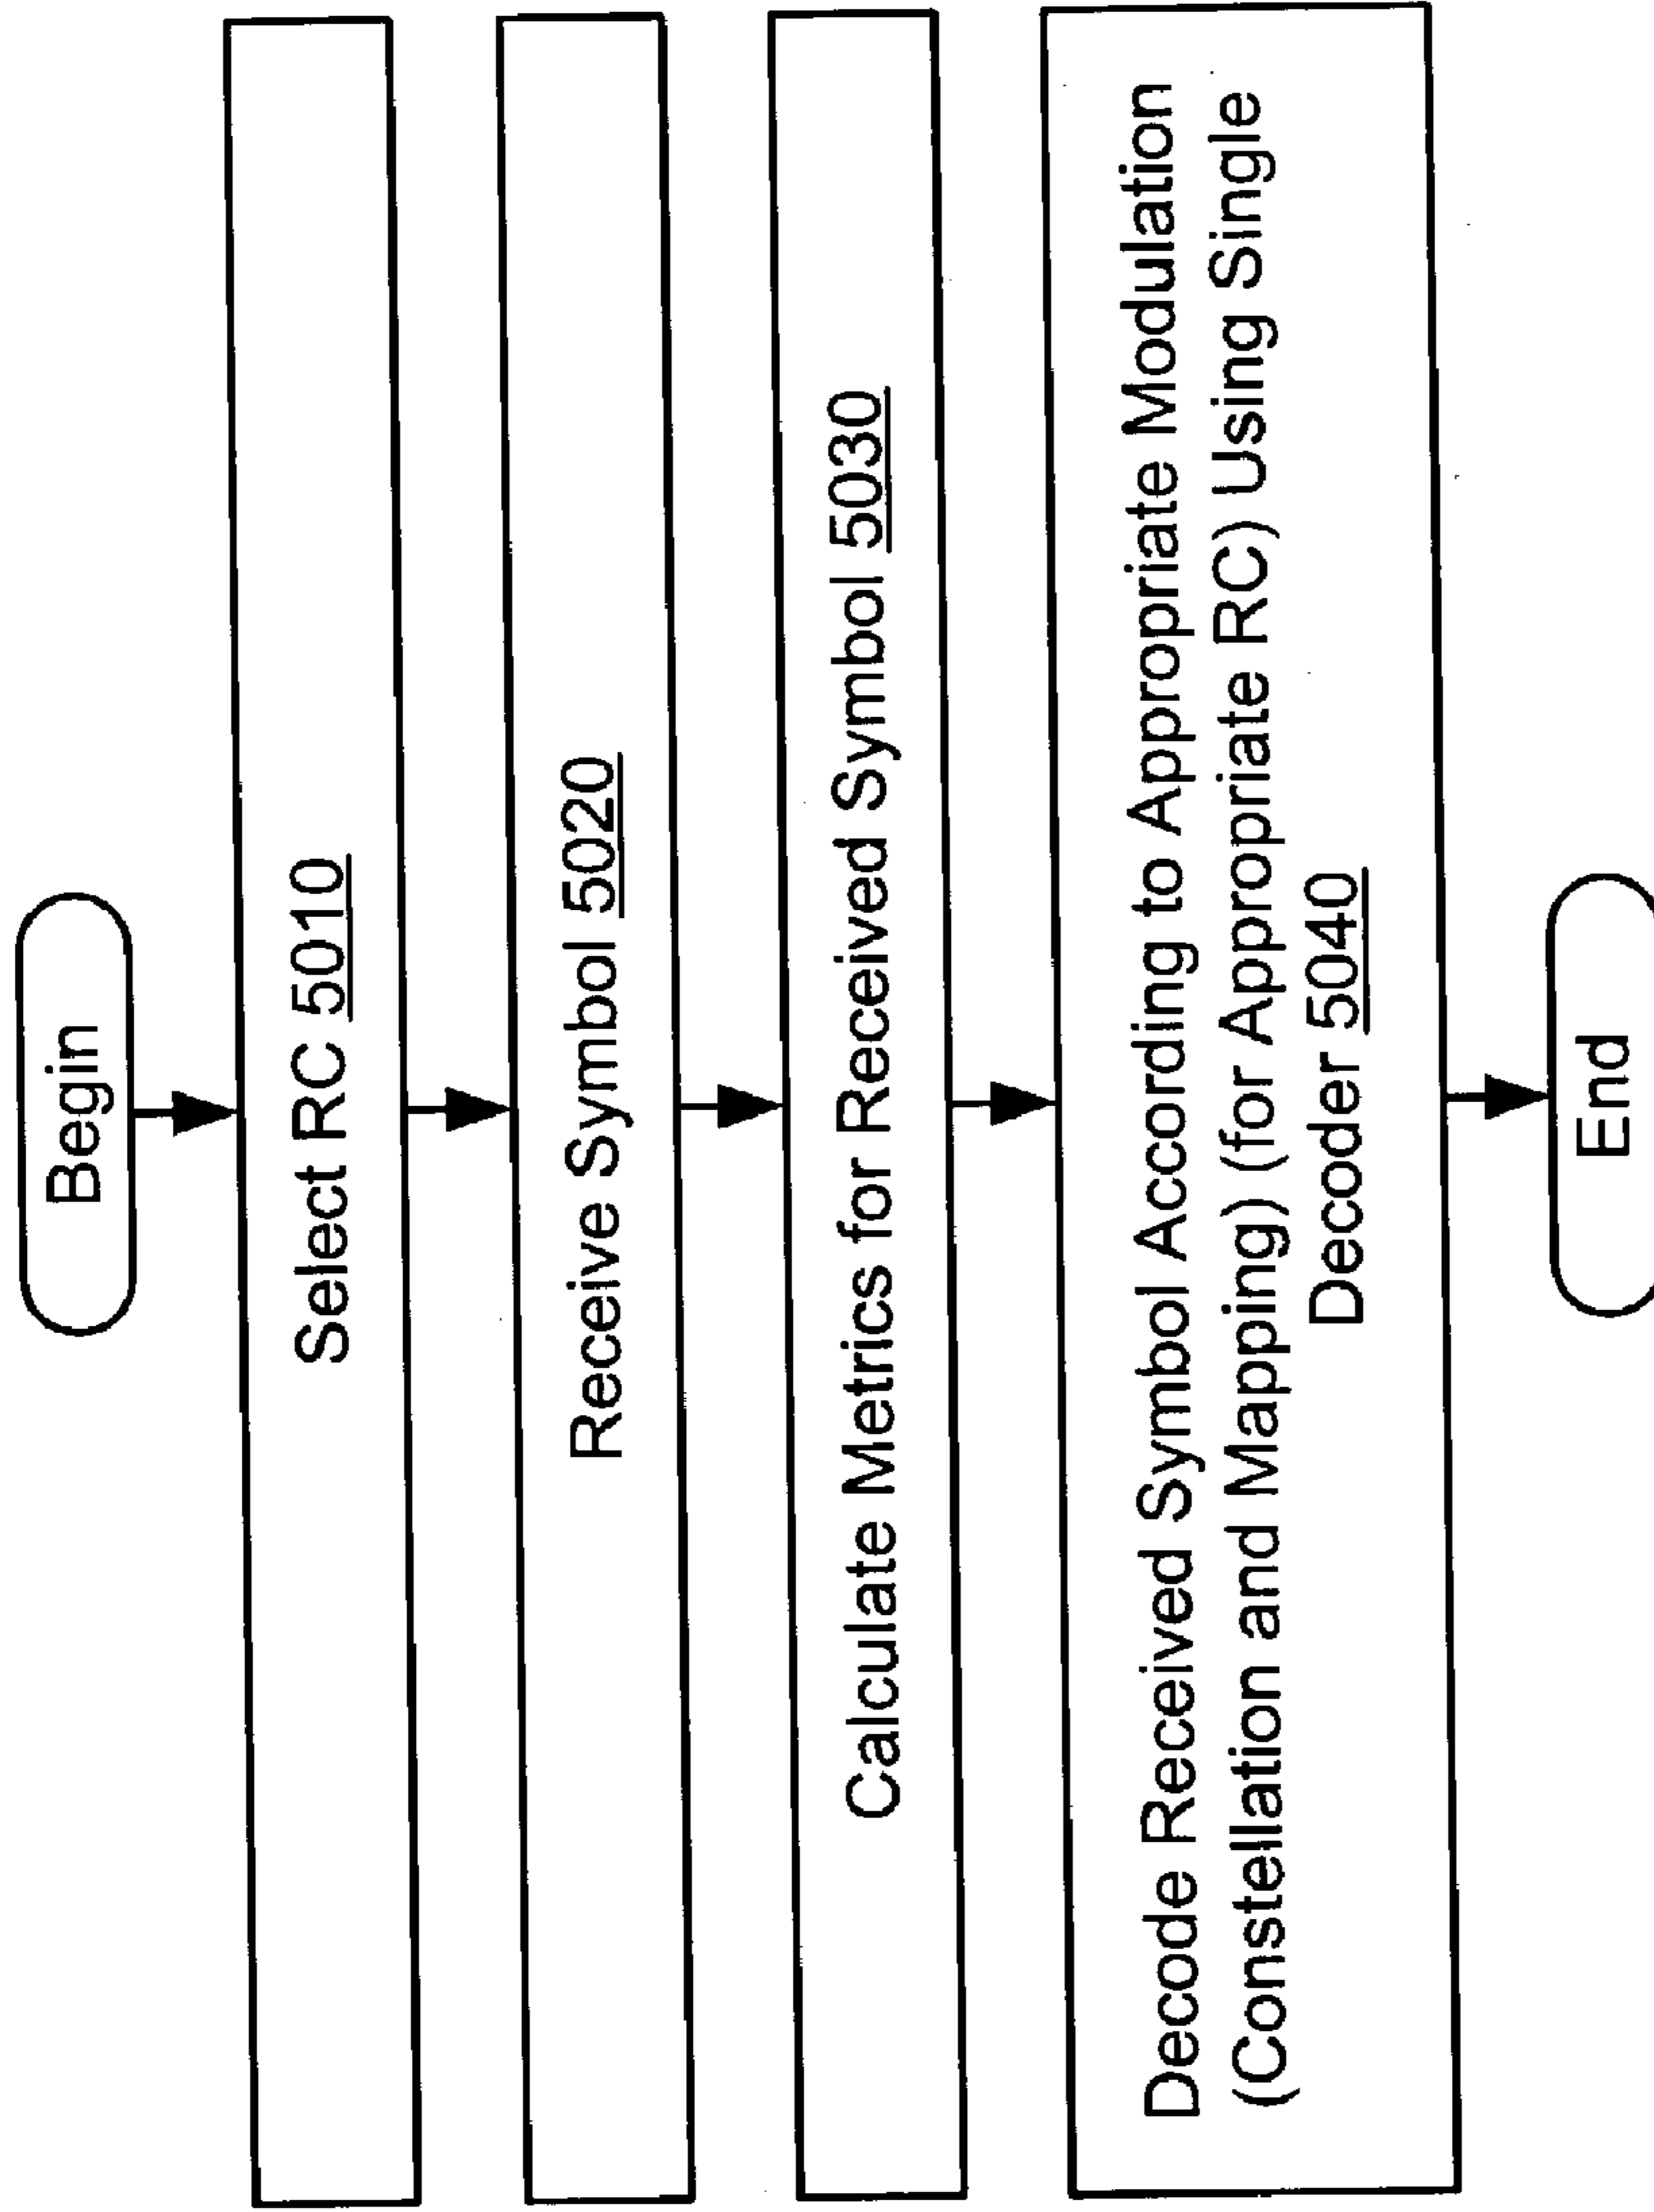 Begin
Select RC 5010
Receive Symbol 5020
Calculate Metrics for Received Symbol 5030
Decode Received Symbol According to Appropriate Modulation
(Constellation and Mapping) (for Appropriate RC) Using Single
Decoder 5040
End